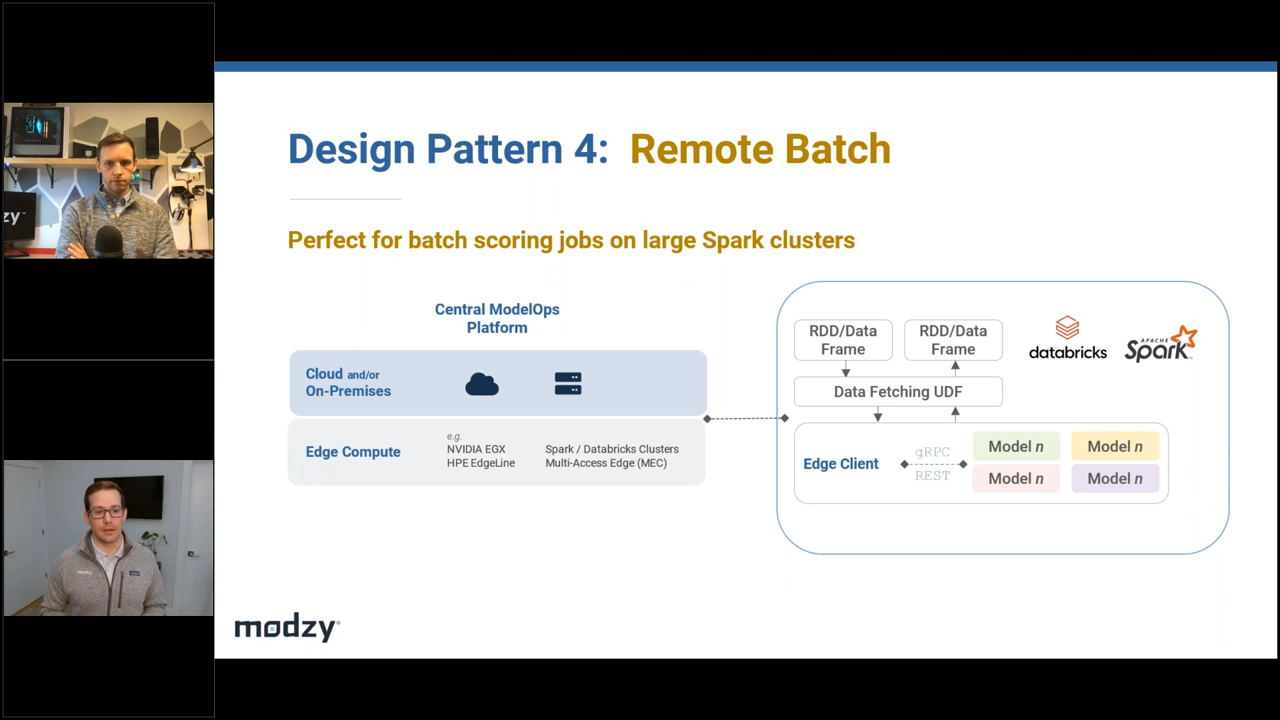 Design Pattern 4: Remote Batch
Perfect for batch scoring jobs on large Spark clusters
Central ModelOps
Platform
Cloud and/or
On-Premises
Edge Compute
e.g.
NVIDIA EGX
HPE EdgeLine
Spark / Databricks Clusters
Multi-Access Edge (MEC)
RDD/Data
Frame
RDD/Data
Frame
databricks
APACHE
Spark
Data Fetching UDF
Edge Client
gRPC
REST
Model n
Model n
Model n
Model n
modzy®
zy
modzy